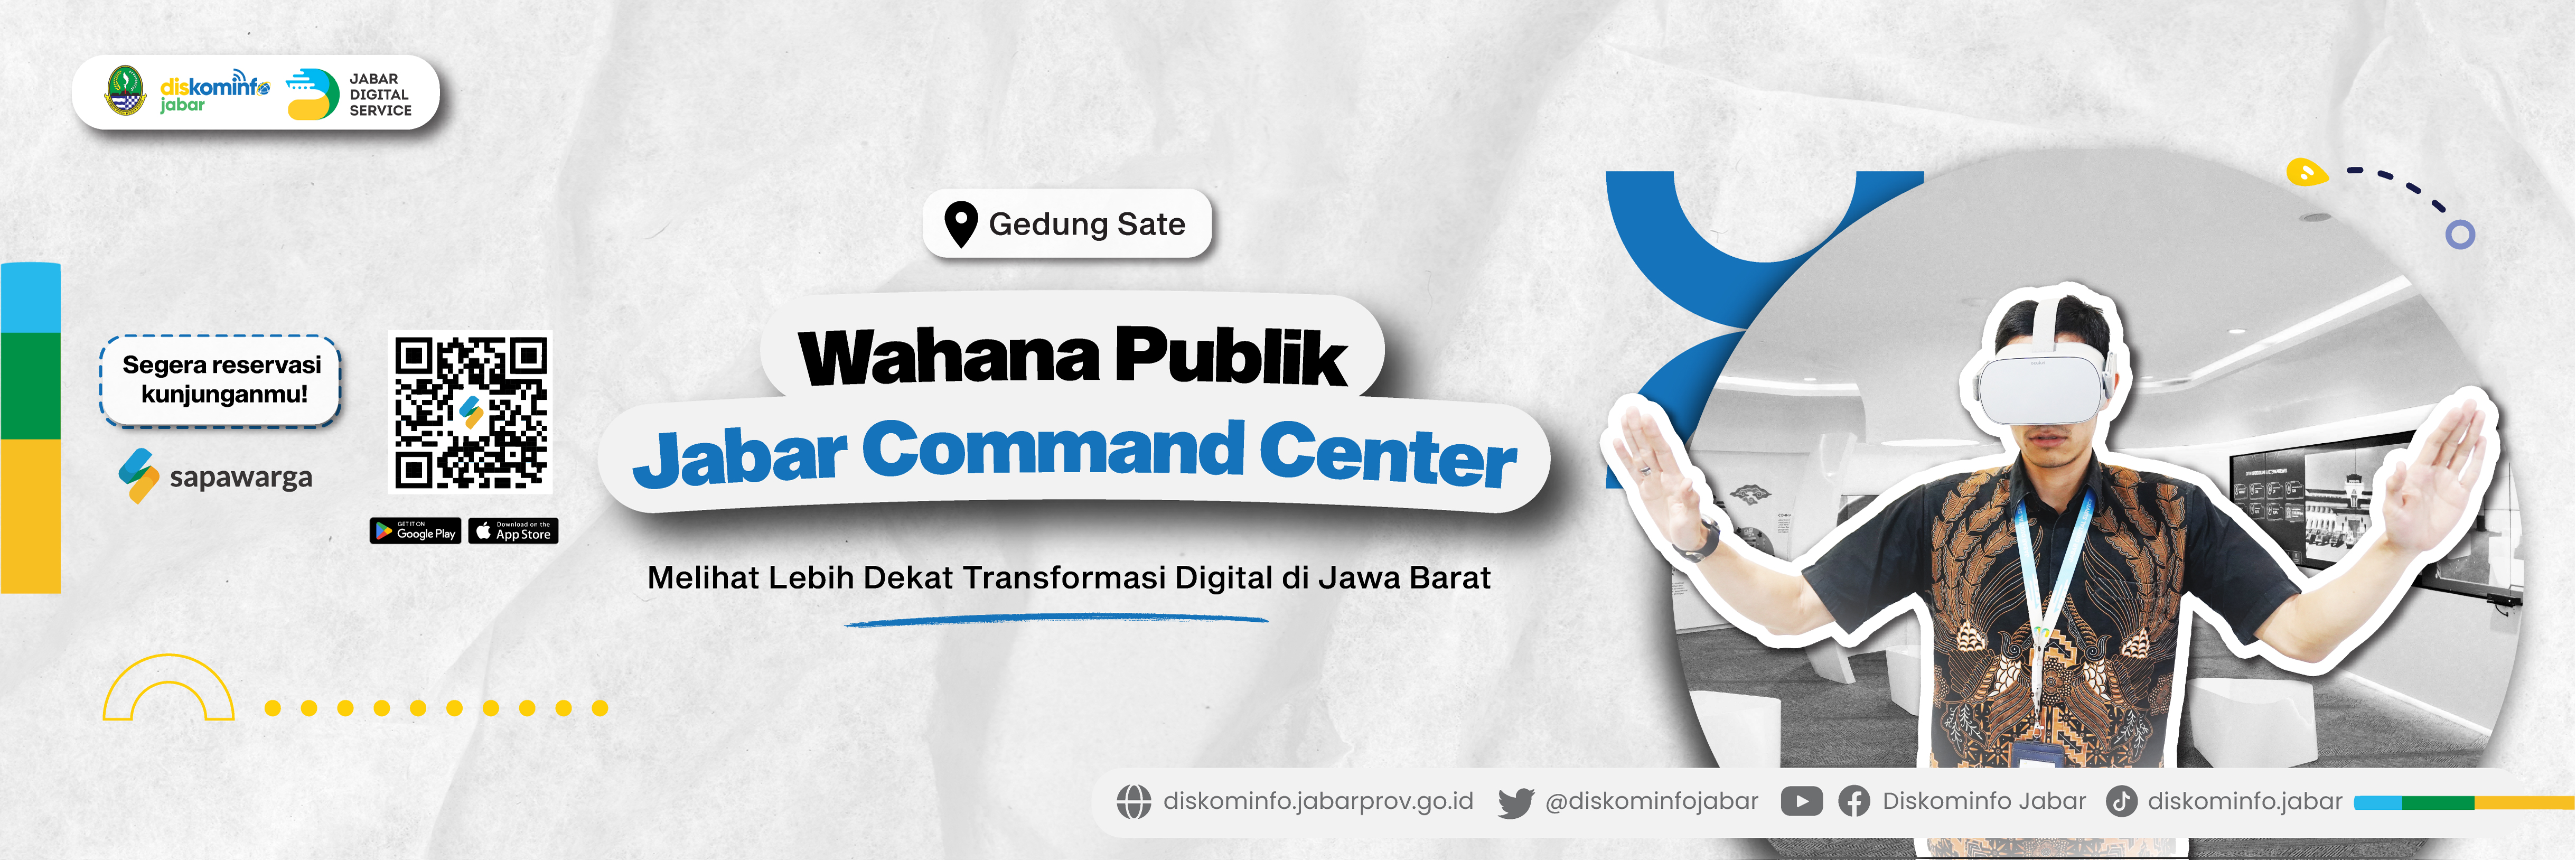 diskominfo
jabar
JABAR
DIGITAL
SERVICE
Gedung Sate
Wahana Publik
Jabar Command Center
Melihat Lebih Dekat Transformasi Digital di Jawa Barat
Segera reservasi
kunjunganmu!
sapawarga
GET IT ON
Google Play
Download on the
App Store
diskominfo.jabarprov.go.id
@diskominfojabar
Diskominfo Jabar
diskominfo.jabar